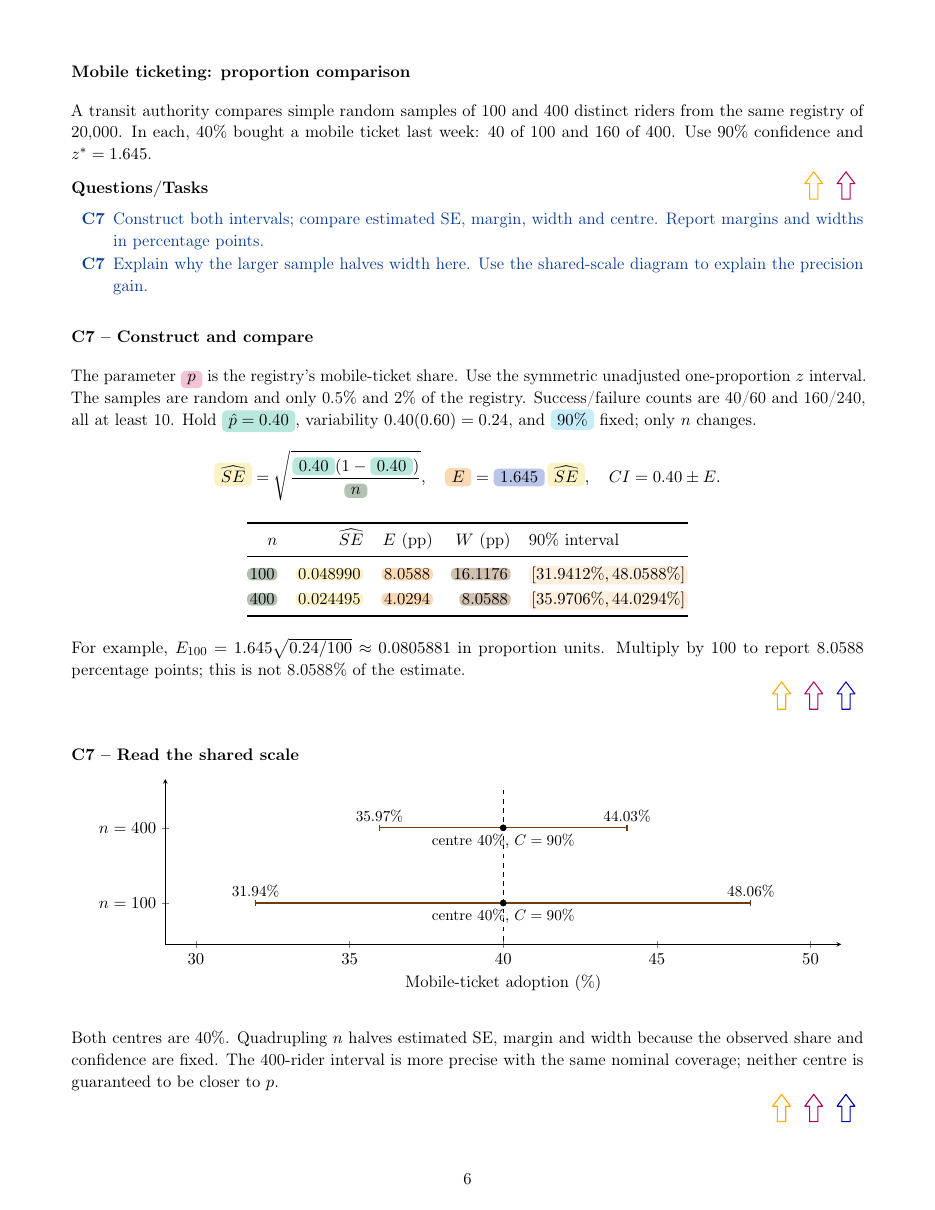 Mobile ticketing: proportion comparison
A transit authority compares simple random samples of 100 and 400 distinct riders from the same registry of
20,000. In each, 40% bought a mobile ticket last week: 40 of 100 and 160 of 400. Use 90% confidence and
z* = 1.645.
Questions/Tasks
C7 Construct both intervals; compare estimated SE, margin, width and centre. Report margins and widths
in percentage points.
C7 Explain why the larger sample halves width here. Use the shared-scale diagram to explain the precision
gain.
C7 – Construct and compare
The parameter p is the registry's mobile-ticket share. Use the symmetric unadjusted one-proportion z interval.
The samples are random and only 0.5% and 2% of the registry. Success/failure counts are 40/60 and 160/240,
all at least 10. Hold p̂ = 0.40, variability 0.40(0.60) = 0.24, and 90% fixed; only n changes.
\widehat{SE} = √(0.40(1 − 0.40)/n), E = 1.645 \widehat{SE}, CI = 0.40 ± E.
n \widehat{SE} E (pp) W (pp) 90% interval
100 0.048990 8.0588 16.1176 [31.9412%, 48.0588%]
400 0.024495 4.0294 8.0588 [35.9706%, 44.0294%]
For example, E₁₀₀ = 1.645√(0.24/100) ≈ 0.0805881 in proportion units. Multiply by 100 to report 8.0588
percentage points; this is not 8.0588% of the estimate.
C7 – Read the shared scale
35.97% 44.03%
n = 400
centre 40%, C = 90%
31.94% 48.06%
n = 100
centre 40%, C = 90%
30 35 40 45 50
Mobile-ticket adoption (%)
Both centres are 40%. Quadrupling n halves estimated SE, margin and width because the observed share and
confidence are fixed. The 400-rider interval is more precise with the same nominal coverage; neither centre is
guaranteed to be closer to p.
6